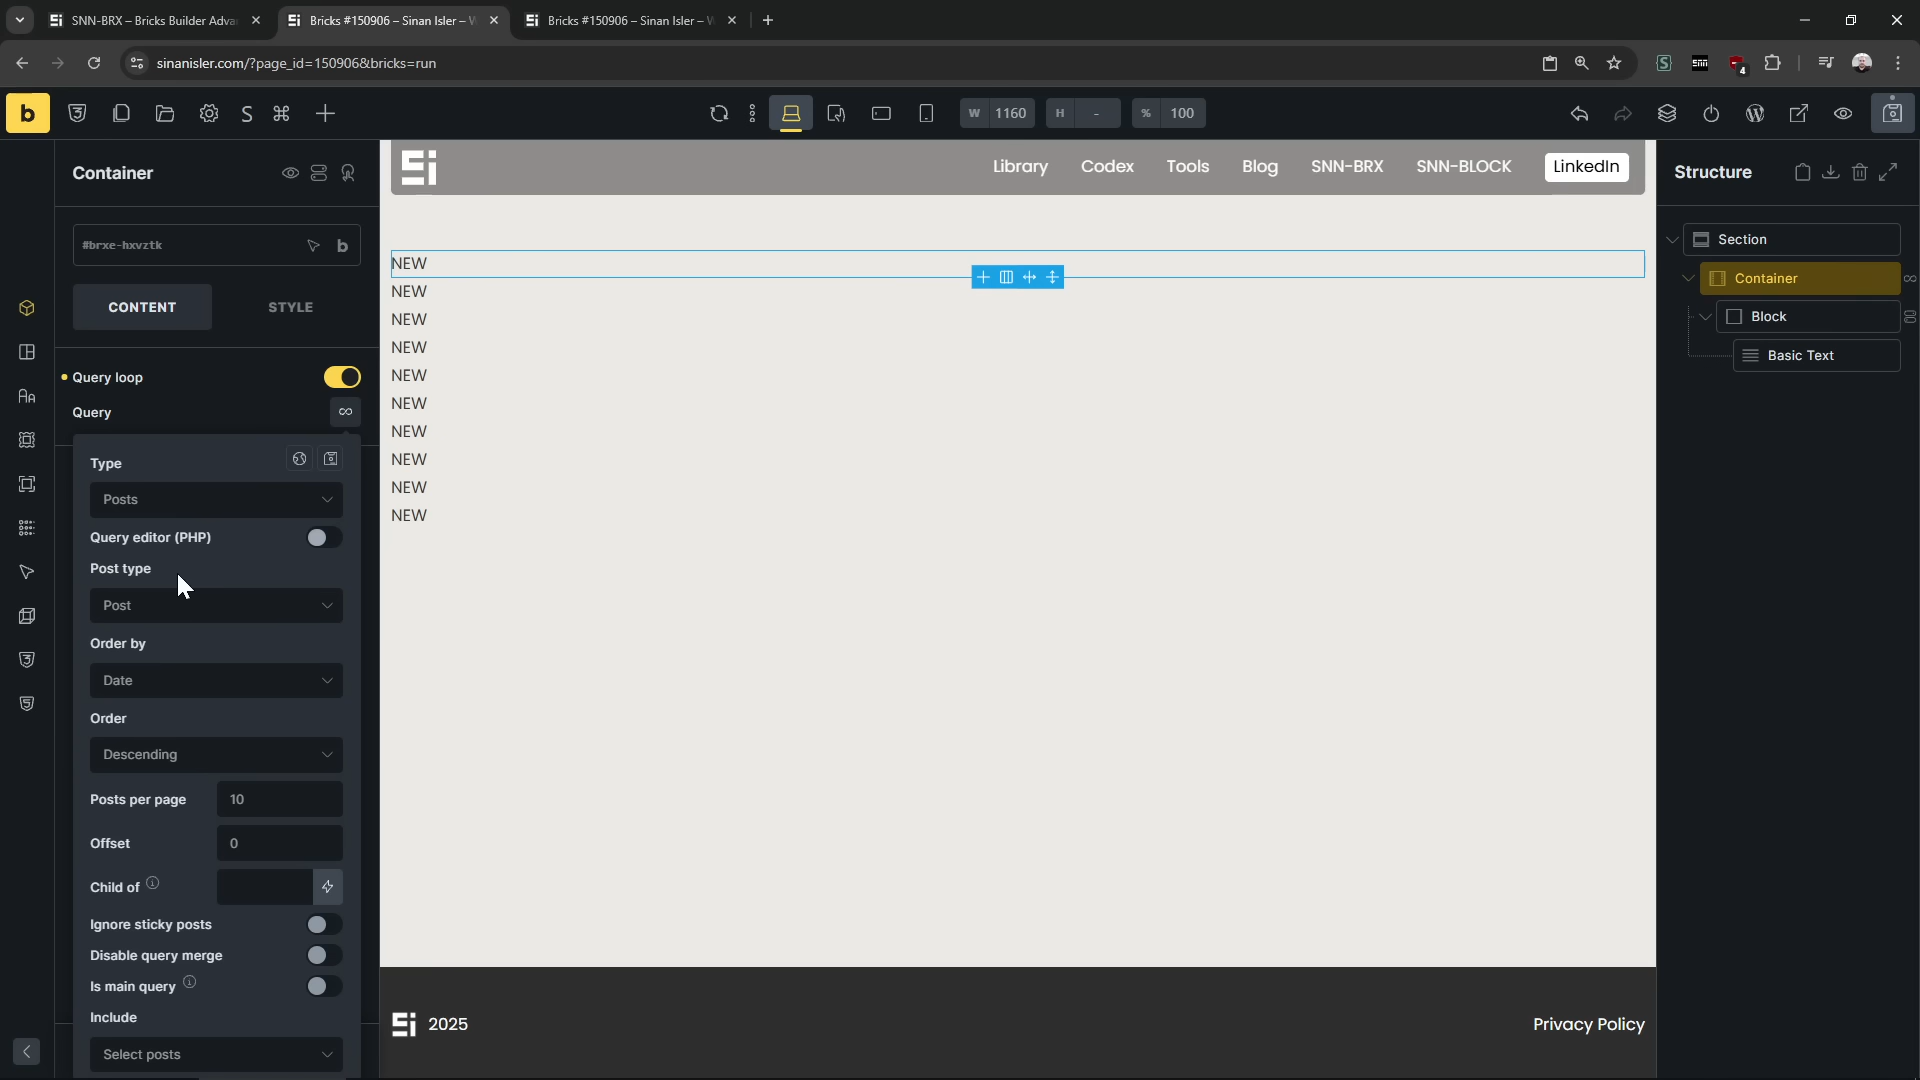 SNN-BRX – Bricks Builder Adva
Bricks #150906 – Sinan Isler – W
Bricks #150906 – Sinan Isler – W
sinanisler.com/?page_id=150906&bricks=run
4
b
S
W 1160
H -
% 100
Container
#brxe-hxvztk
b
CONTENT
STYLE
Query loop
Query
Type
Posts
Query editor (PHP)
Post type
Post
Order by
Date
Order
Descending
Posts per page
10
Offset
0
Child of
Ignore sticky posts
Disable query merge
Is main query
Include
Select posts
Si
Library
Codex
Tools
Blog
SNN-BRX
SNN-BLOCK
LinkedIn
NEW
NEW
NEW
NEW
NEW
NEW
NEW
NEW
NEW
NEW
Si 2025
Privacy Policy
Structure
Section
Container
Block
Basic Text